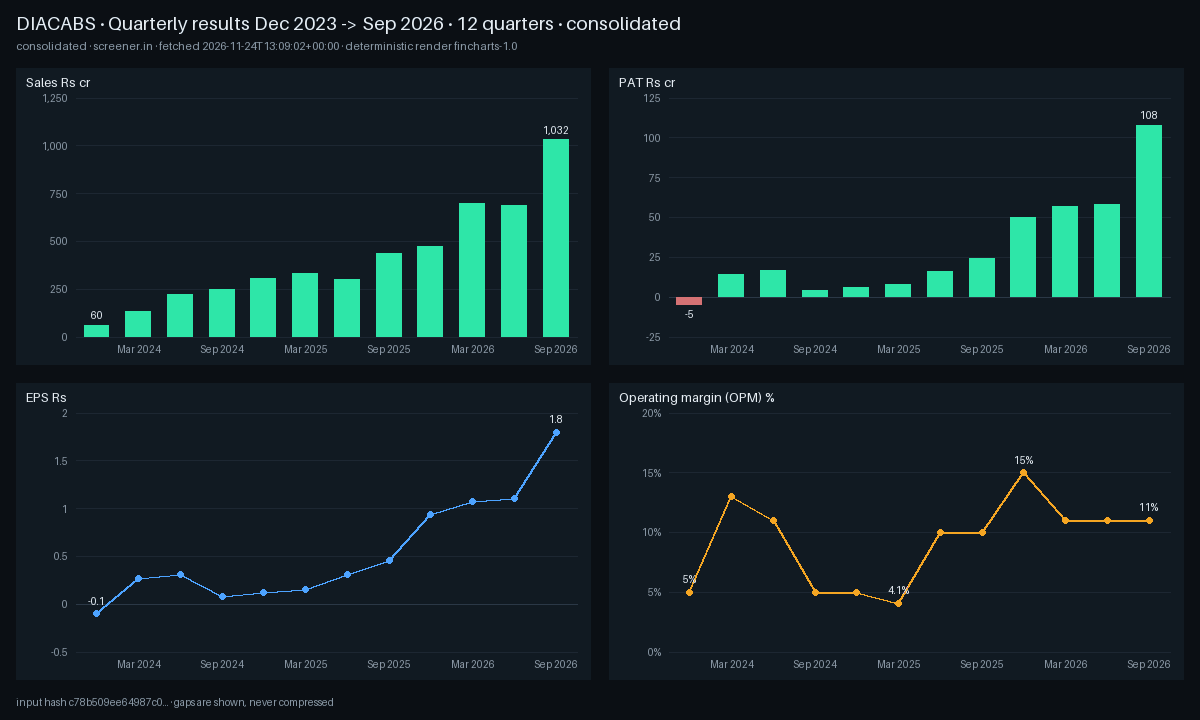 DIACABS · Quarterly results Dec 2023 -> Sep 2026 · 12 quarters · consolidated
consolidated · screener.in · fetched 2026-11-24T13:09:02+00:00 · deterministic render fincharts-1.0
Sales Rs cr
1,250
1,000
750
500
250
0
60
1,032
Mar 2024
Sep 2024
Mar 2025
Sep 2025
Mar 2026
Sep 2026
PAT Rs cr
125
100
75
50
25
0
-25
-5
108
Mar 2024
Sep 2024
Mar 2025
Sep 2025
Mar 2026
Sep 2026
EPS Rs
2
1.5
1
0.5
0
-0.5
-0.1
1.8
Mar 2024
Sep 2024
Mar 2025
Sep 2025
Mar 2026
Sep 2026
Operating margin (OPM) %
20%
15%
10%
5%
0%
5%
4.1%
15%
11%
Mar 2024
Sep 2024
Mar 2025
Sep 2025
Mar 2026
Sep 2026
input hash c78b509ee64987c0… · gaps are shown, never compressed